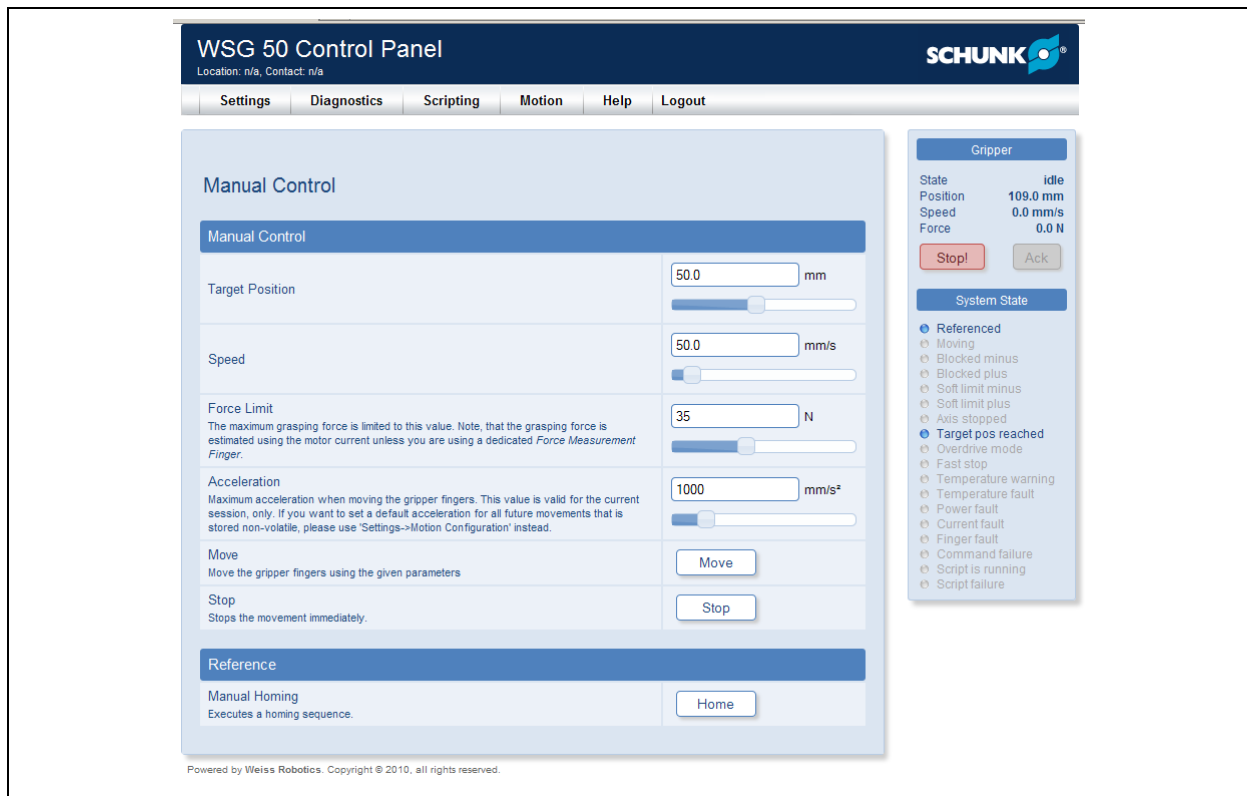 WSG 50 Control Panel
Location: n/a, Contact: n/a
SCHUNK®
Settings Diagnostics Scripting Motion Help Logout
Manual Control
Manual Control
Target Position
50.0 mm
Speed
50.0 mm/s
Force Limit
The maximum grasping force is limited to this value. Note, that the grasping force is
estimated using the motor current unless you are using a dedicated Force Measurement
Finger.
35 N
Acceleration
Maximum acceleration when moving the gripper fingers. This value is valid for the current
session, only. If you want to set a default acceleration for all future movements that is
stored non-volatile, please use 'Settings->Motion Configuration' instead.
1000 mm/s²
Move
Move the gripper fingers using the given parameters
Move
Stop
Stops the movement immediately.
Stop
Reference
Manual Homing
Executes a homing sequence.
Home
Gripper
State idle
Position 109.0 mm
Speed 0.0 mm/s
Force 0.0 N
Stop! Ack
System State
Referenced
Moving
Blocked minus
Blocked plus
Soft limit minus
Soft limit plus
Axis stopped
Target pos reached
Overdrive mode
Fast stop
Temperature warning
Temperature fault
Power fault
Current fault
Finger fault
Command failure
Script is running
Script failure
Powered by Weiss Robotics. Copyright © 2010, all rights reserved.